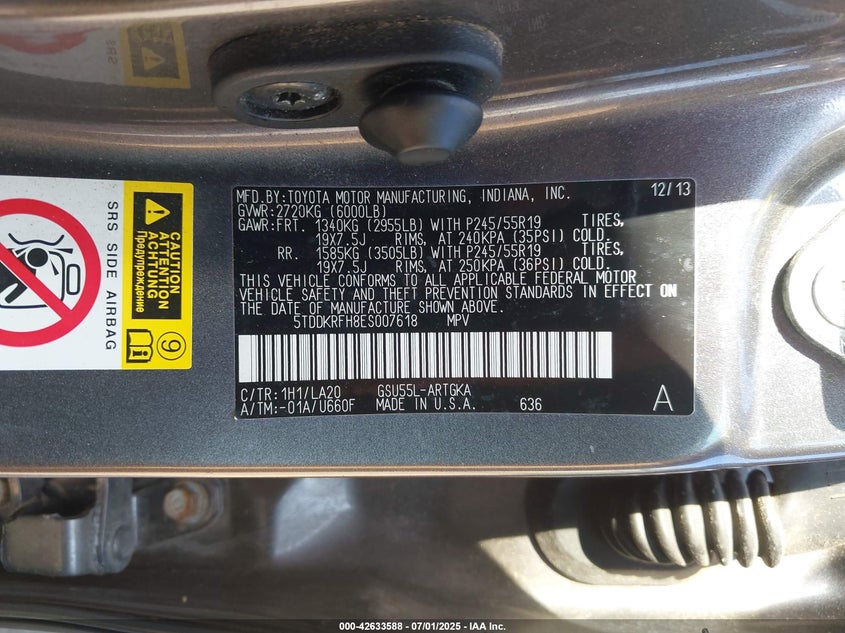 SRS
MFD.BY:TOYOTA MOTOR MANUFACTURING, INDIANA, INC. 12/13
GVWR:2720KG (6000LB)
GAWR:FRT. 1340KG (2955LB) WITH P245/55R19 TIRES,
19X7.5J RIMS, AT 240KPA (35PSI) COLD.
RR. 1585KG (3505LB) WITH P245/55R19 TIRES,
19X7.5J RIMS, AT 250KPA (36PSI) COLD.
THIS VEHICLE CONFORMS TO ALL APPLICABLE FEDERAL MOTOR
VEHICLE SAFETY AND THEFT PREVENTION STANDARDS IN EFFECT ON
THE DATE OF MANUFACTURE SHOWN ABOVE.
5TDDKRFH8ES007618 MPV
C/TR:1H1/LA20 GSU55L-ARTGKA
A/TM:-01A/U660F MADE IN U.S.A. 636 A
SRS SIDE AIRBAG
CAUTION
ATTENTION
ACHTUNG
Предупреждение
9
000-42633588 - 07/01/2025 - IAA Inc.